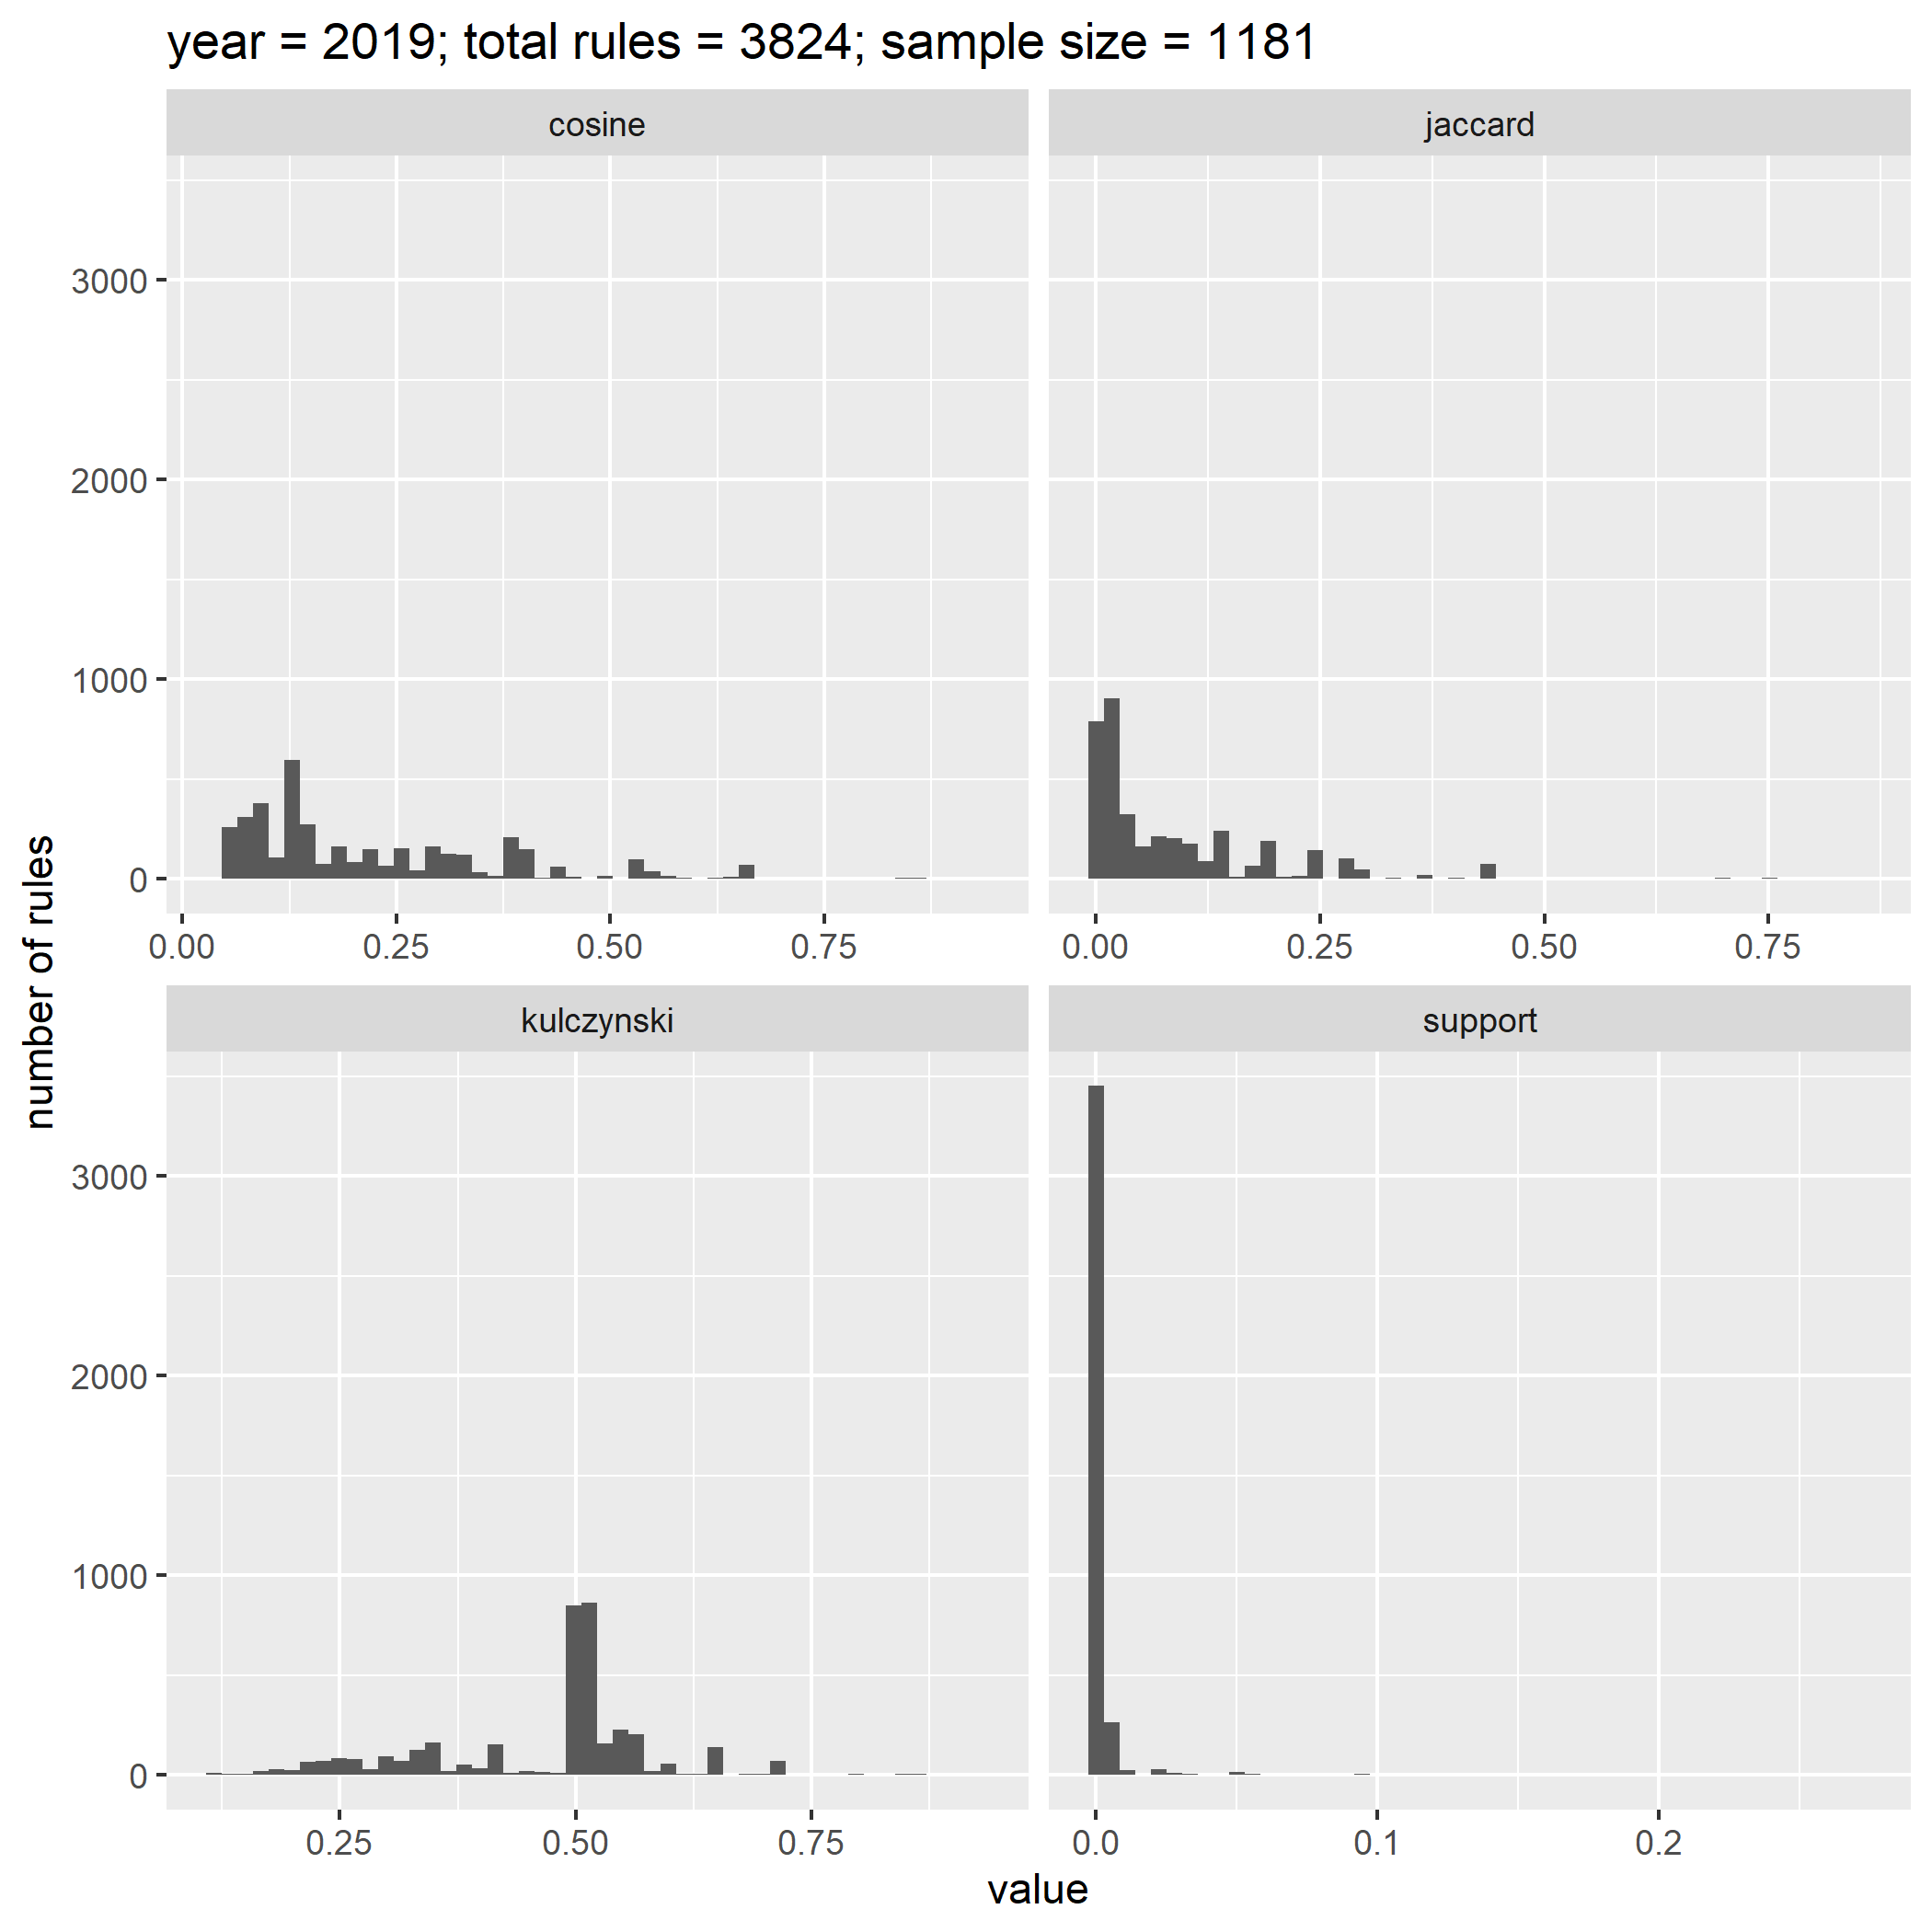 year = 2019; total rules = 3824; sample size = 1181
cosine
jaccard
3000
2000
1000
0
0.00 0.25 0.50 0.75
0.00 0.25 0.50 0.75
number of rules
kulczynski
support
3000
2000
1000
0
0.25 0.50 0.75
0.0 0.1 0.2
value